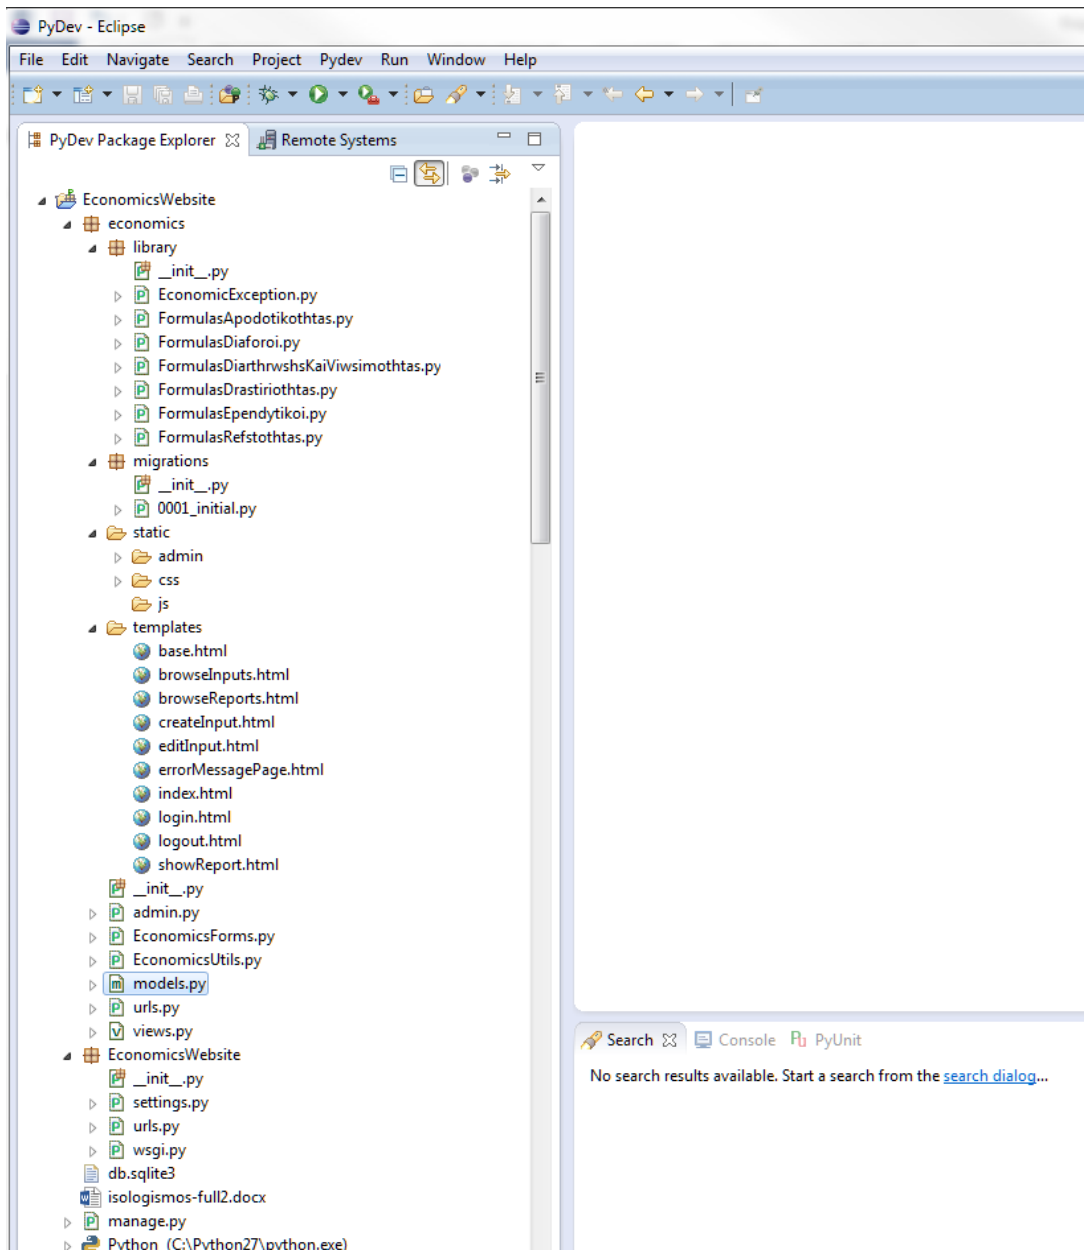 PyDev - Eclipse
File Edit Navigate Search Project Pydev Run Window Help
PyDev Package Explorer Remote Systems
EconomicsWebsite
economics
library
__init__.py
EconomicException.py
FormulasApodotikothtas.py
FormulasDiaforoi.py
FormulasDiarthrwshsKaiViwsimothtas.py
FormulasDrastiriothtas.py
FormulasEpendytikoi.py
FormulasRefstothtas.py
migrations
__init__.py
0001_initial.py
static
admin
css
js
templates
base.html
browseInputs.html
browseReports.html
createInput.html
editInput.html
errorMessagePage.html
index.html
login.html
logout.html
showReport.html
__init__.py
admin.py
EconomicsForms.py
EconomicsUtils.py
models.py
urls.py
views.py
EconomicsWebsite
__init__.py
settings.py
urls.py
wsgi.py
db.sqlite3
isologismos-full2.docx
manage.py
Python (C:\Python27\python.exe)
Search Console PyUnit
No search results available. Start a search from the search dialog...